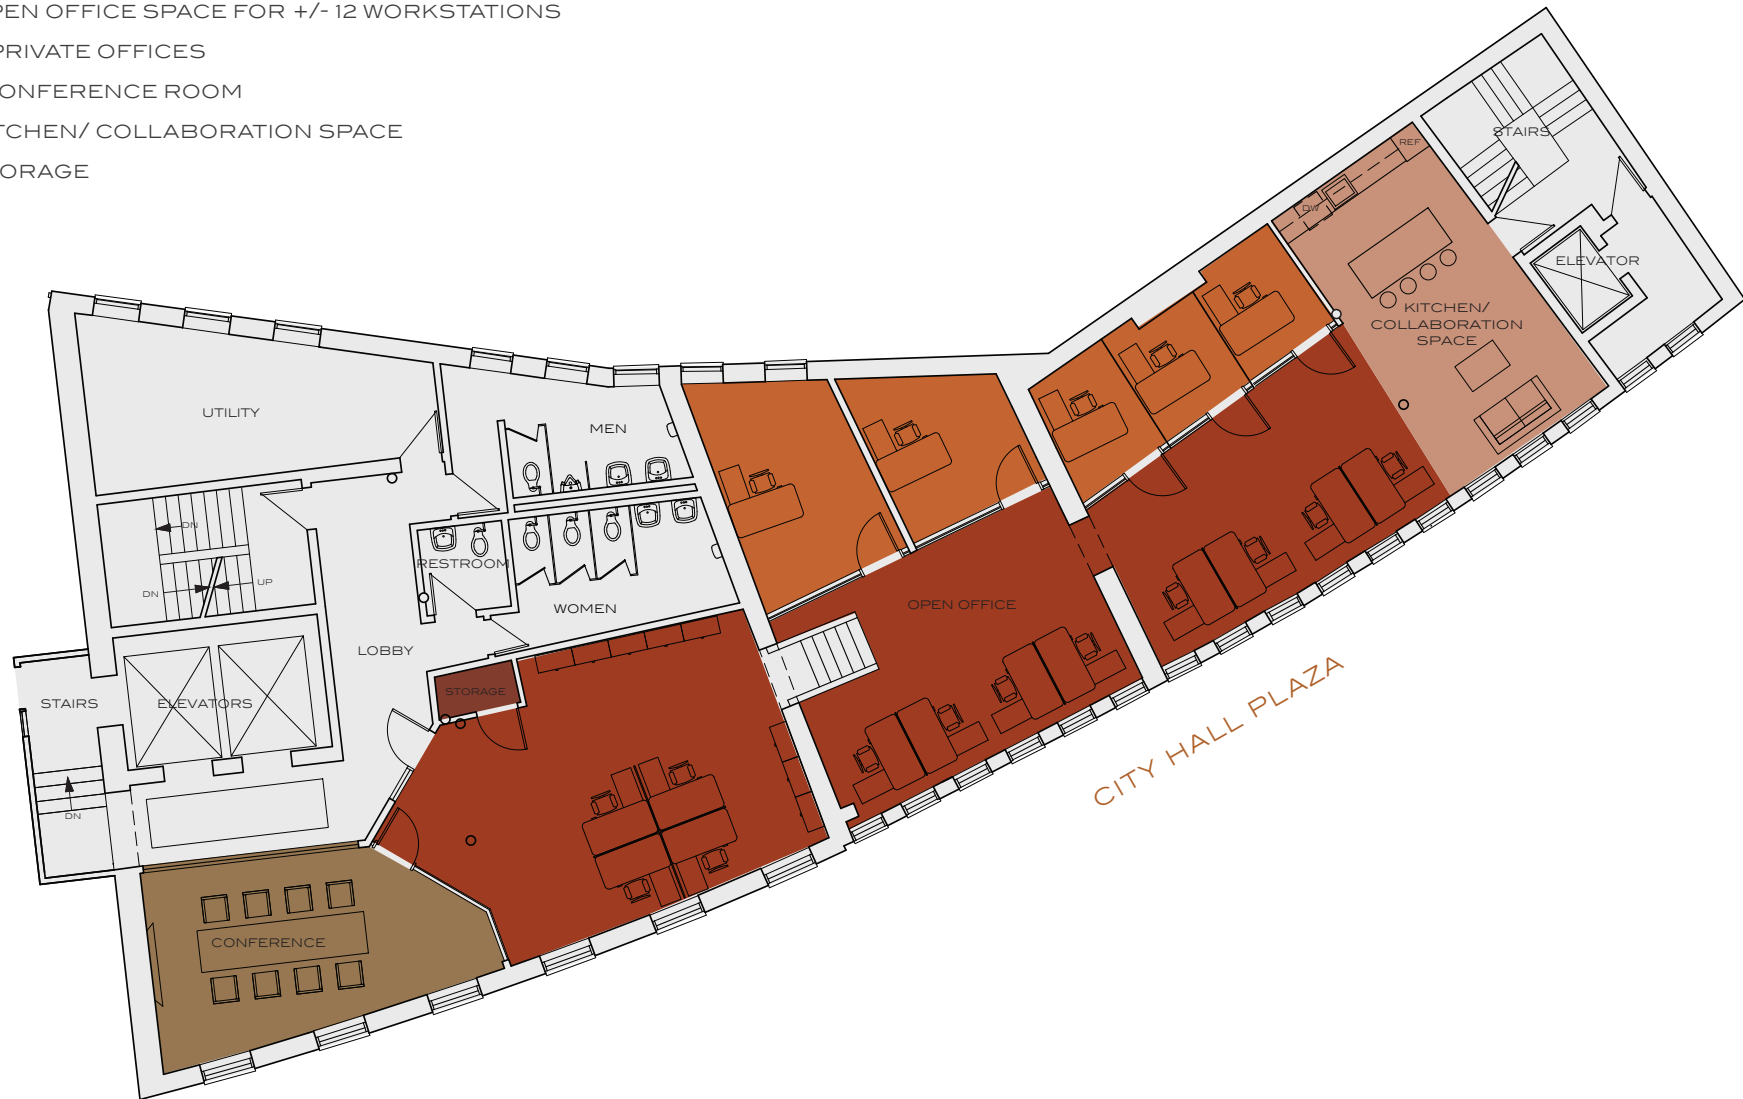 PEN OFFICE SPACE FOR +/- 12 WORKSTATIONS
PRIVATE OFFICES
ONFERENCE ROOM
TCHEN/ COLLABORATION SPACE
ORAGE
STAIRS
REF
DW
ELEVATOR
KITCHEN/
COLLABORATION
SPACE
UTILITY
MEN
DN
RESTROOM
UP
DN
WOMEN
OPEN OFFICE
LOBBY
STORAGE
STAIRS
ELEVATORS
DN
CITY HALL PLAZA
CONFERENCE